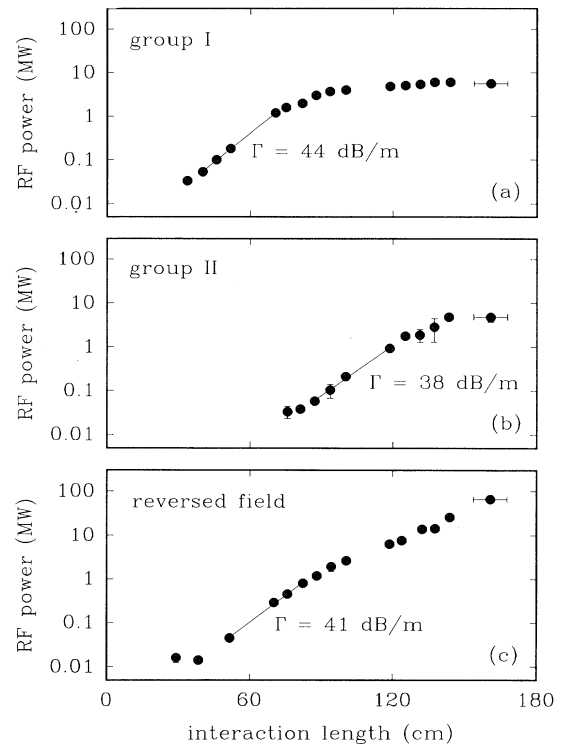 100
10
1
0.1
0.01
RF power (MW)
group I
Γ = 44 dB/m
(a)
100
10
1
0.1
0.01
RF power (MW)
group II
Γ = 38 dB/m
(b)
100
10
1
0.1
0.01
RF power (MW)
reversed field
Γ = 41 dB/m
(c)
0 60 120 180
interaction length (cm)